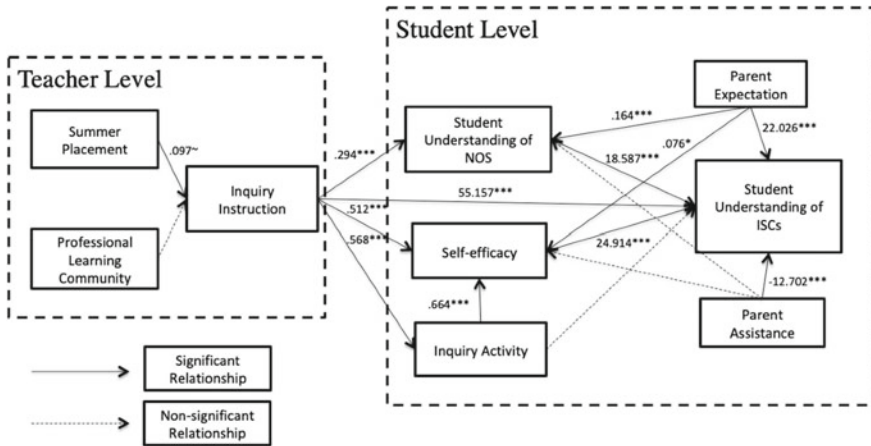 Student Level
Teacher Level
Parent
Expectation
Summer
Placement
.097~
Student
Understanding of
NOS
.164***
22.026***
.076*
.294***
18.587***
Inquiry
Instruction
55.157***
Student
Understanding of
ISCs
.512***
Professional
Learning
Community
.568***
Self-efficacy
24.914***
.664***
-12.702***
Inquiry Activity
Parent
Assistance
Significant
Relationship
Non-significant
Relationship